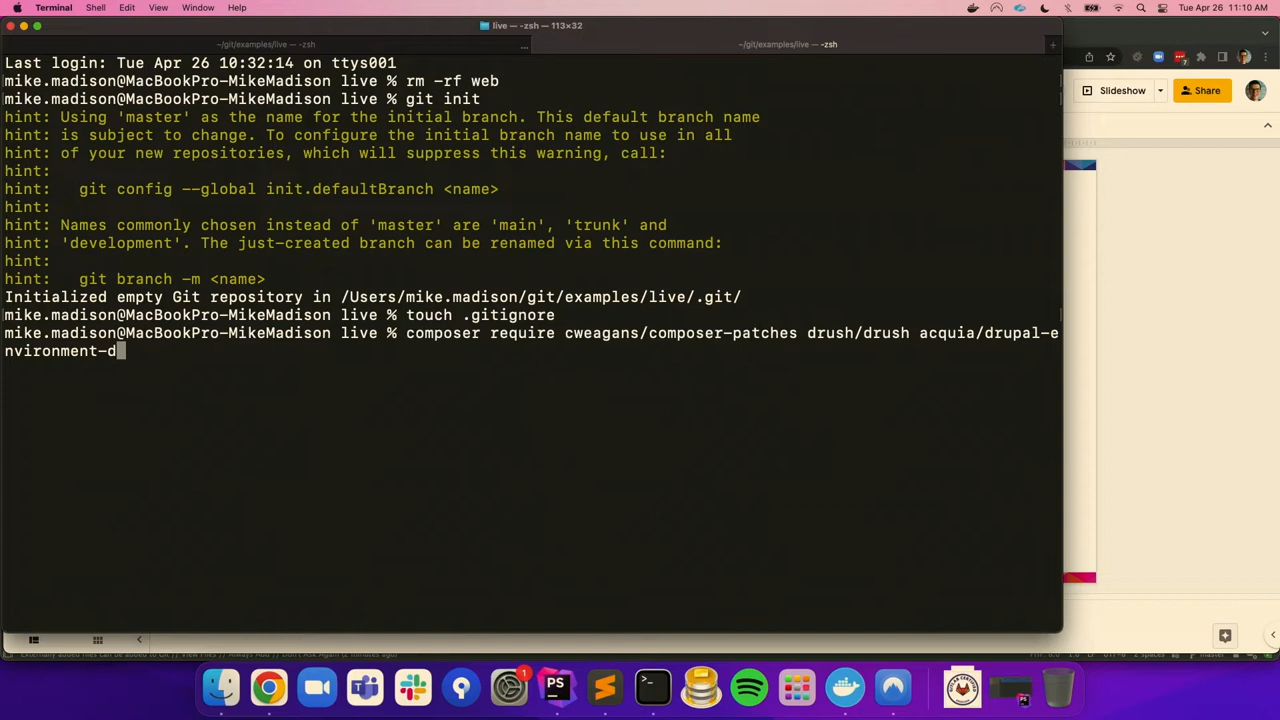 Terminal Shell Edit View Window Help
Tue Apr 26 11:10 AM
live — -zsh — 113×32
~/git/examples/live — -zsh
...
~/git/examples/live — -zsh
+
Last login: Tue Apr 26 10:32:14 on ttys001
mike.madison@MacBookPro-MikeMadison live % rm -rf web
mike.madison@MacBookPro-MikeMadison live % git init
hint: Using 'master' as the name for the initial branch. This default branch name
hint: is subject to change. To configure the initial branch name to use in all
hint: of your new repositories, which will suppress this warning, call:
hint:
hint:   git config --global init.defaultBranch <name>
hint:
hint: Names commonly chosen instead of 'master' are 'main', 'trunk' and
hint: 'development'. The just-created branch can be renamed via this command:
hint:
hint:   git branch -m <name>
Initialized empty Git repository in /Users/mike.madison/git/examples/live/.git/
mike.madison@MacBookPro-MikeMadison live % touch .gitignore
mike.madison@MacBookPro-MikeMadison live % composer require cweagans/composer-patches drush/drush acquia/drupal-e
nvironment-d
Slideshow
Share
7
1
PS